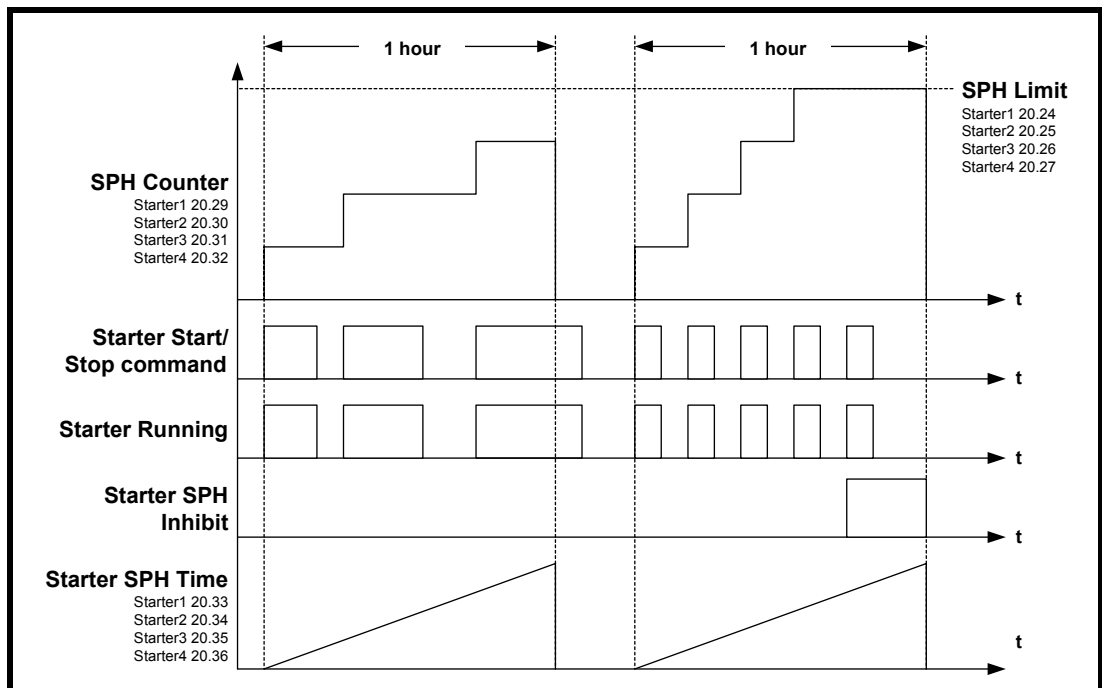 1 hour
1 hour
SPH Limit
Starter1 20.24
Starter2 20.25
Starter3 20.26
Starter4 20.27
SPH Counter
Starter1 20.29
Starter2 20.30
Starter3 20.31
Starter4 20.32
t
Starter Start/
Stop command
t
Starter Running
t
Starter SPH
Inhibit
t
Starter SPH Time
Starter1 20.33
Starter2 20.34
Starter3 20.35
Starter4 20.36
t